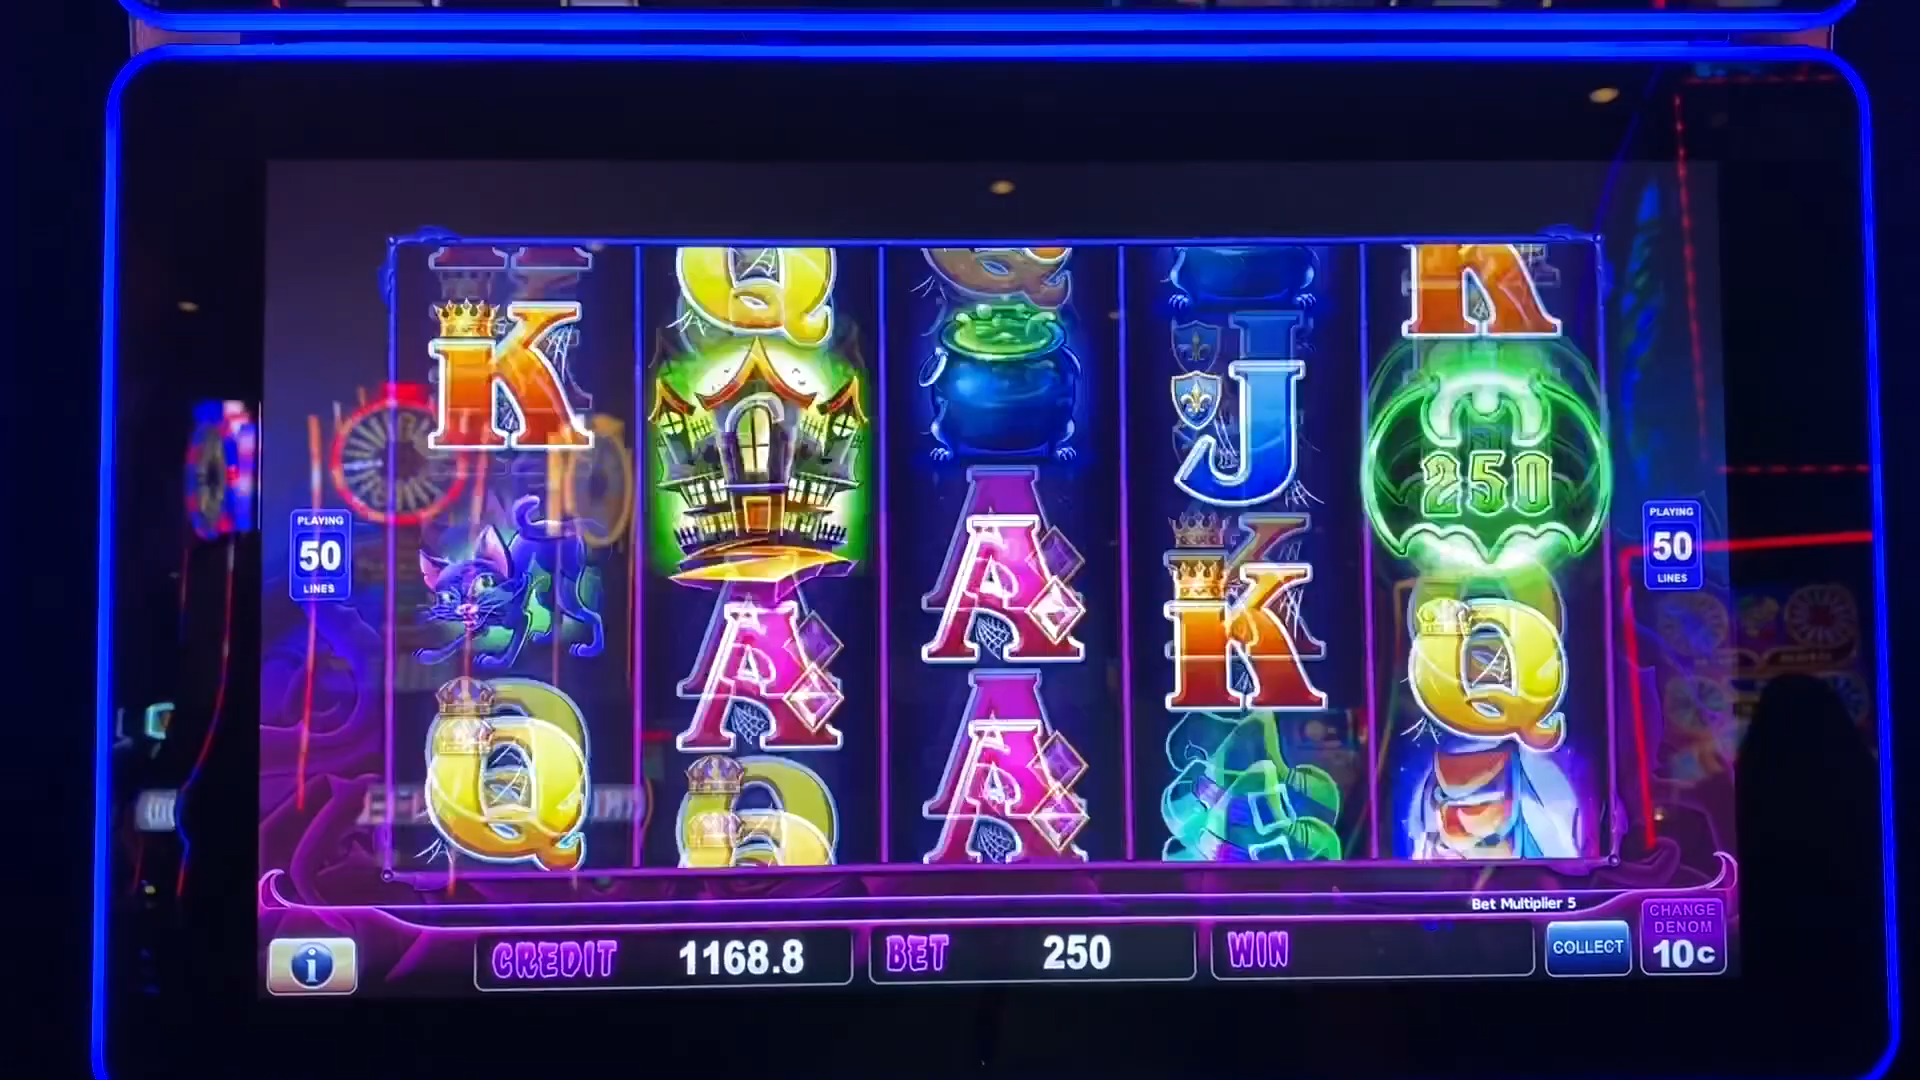 K
Q
J
K
250
A
A
K
Q
Q
A
Q
PLAYING
50
LINES
PLAYING
50
LINES
Bet Multiplier 5
CREDIT 1168.8
BET 250
WIN
COLLECT
CHANGE
DENOM
10¢
i